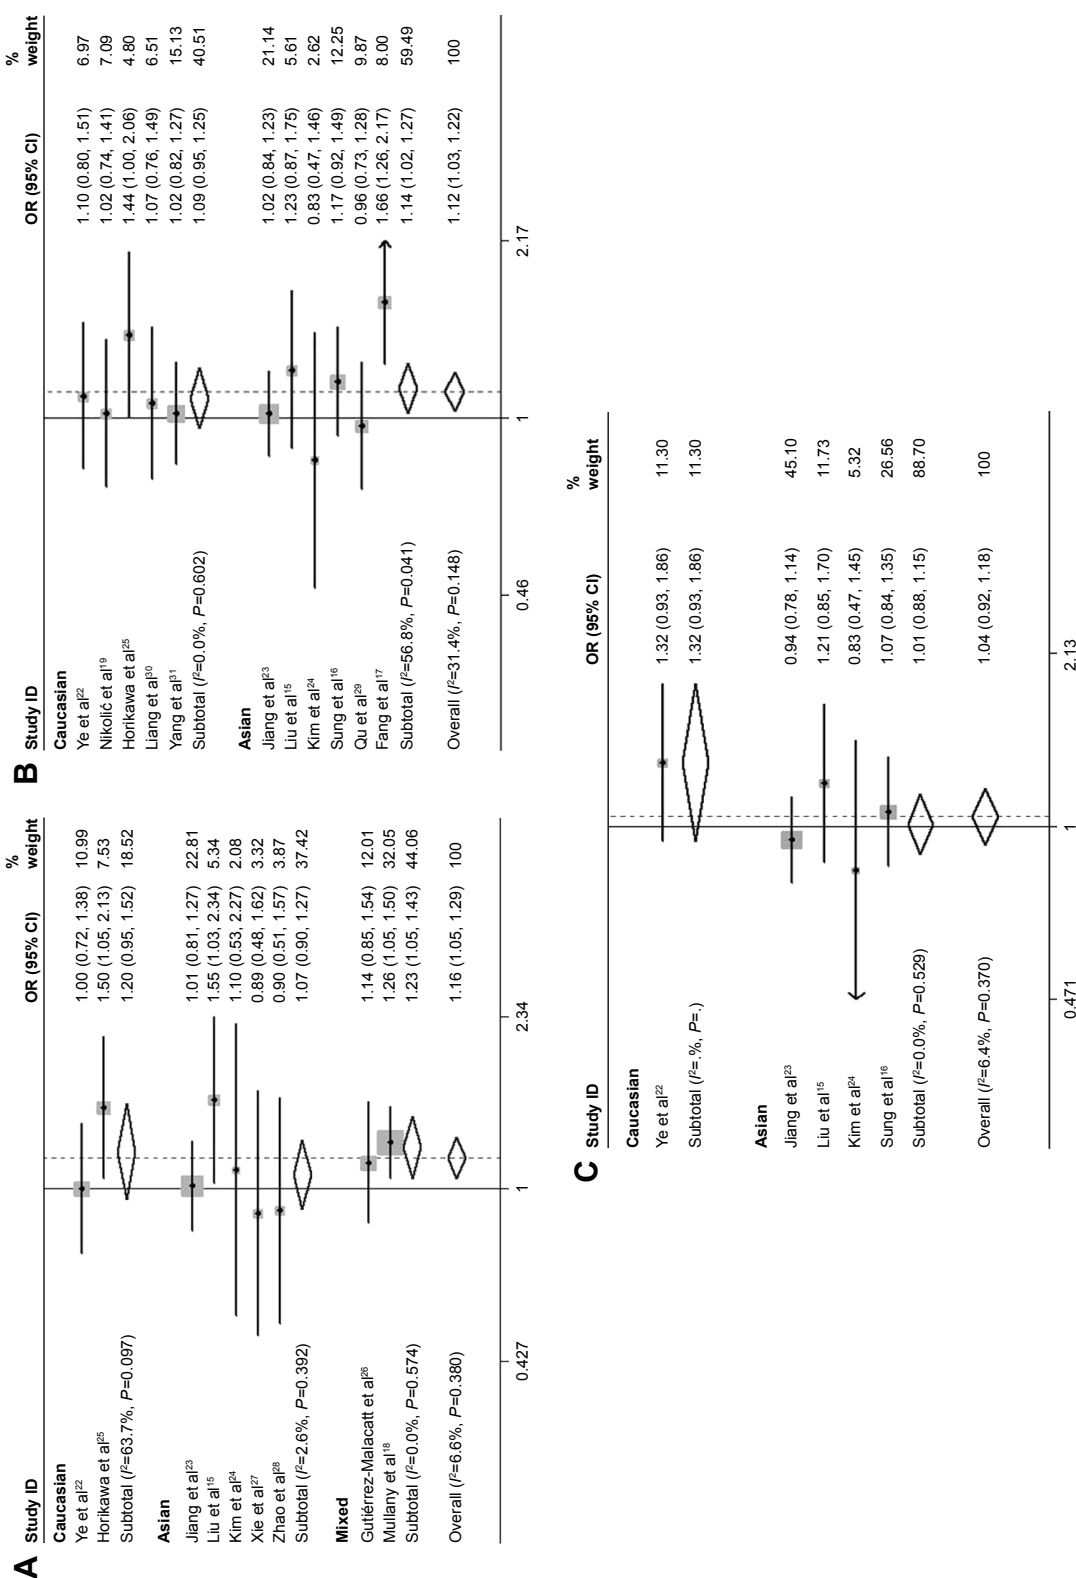 A
Study ID OR (95% CI) % weight
Caucasian
Ye et al22 1.00 (0.72, 1.38) 10.99
Horikawa et al25 1.50 (1.05, 2.13) 7.53
Subtotal (I2=63.7%, P=0.097) 1.20 (0.95, 1.52) 18.52
Asian
Jiang et al23 1.01 (0.81, 1.27) 22.81
Liu et al15 1.55 (1.03, 2.34) 5.34
Kim et al24 1.10 (0.53, 2.27) 2.08
Xie et al27 0.89 (0.48, 1.62) 3.32
Zhao et al28 0.90 (0.51, 1.57) 3.87
Subtotal (I2=2.6%, P=0.392) 1.07 (0.90, 1.27) 37.42
Mixed
Gutiérrez-Malacatt et al26 1.14 (0.85, 1.54) 12.01
Mullany et al18 1.26 (1.05, 1.50) 32.05
Subtotal (I2=0.0%, P=0.574) 1.23 (1.05, 1.43) 44.06
Overall (I2=6.6%, P=0.380) 1.16 (1.05, 1.29) 100
0.427 1 2.34
B
Study ID OR (95% CI) % weight
Caucasian
Ye et al22 1.10 (0.80, 1.51) 6.97
Nikolić et al19 1.02 (0.74, 1.41) 7.09
Horikawa et al25 1.44 (1.00, 2.06) 4.80
Liang et al30 1.07 (0.76, 1.49) 6.51
Yang et al31 1.02 (0.82, 1.27) 15.13
Subtotal (I2=0.0%, P=0.602) 1.09 (0.95, 1.25) 40.51
Asian
Jiang et al23 1.02 (0.84, 1.23) 21.14
Liu et al15 1.23 (0.87, 1.75) 5.61
Kim et al24 0.83 (0.47, 1.46) 2.62
Sung et al16 1.17 (0.92, 1.49) 12.25
Qu et al29 0.96 (0.73, 1.28) 9.87
Fang et al17 1.66 (1.26, 2.17) 8.00
Subtotal (I2=56.8%, P=0.041) 1.14 (1.02, 1.27) 59.49
Overall (I2=31.4%, P=0.148) 1.12 (1.03, 1.22) 100
0.46 1 2.17
C
Study ID OR (95% CI) % weight
Caucasian
Ye et al22 1.32 (0.93, 1.86) 11.30
Subtotal (I2=.%, P=.) 1.32 (0.93, 1.86) 11.30
Asian
Jiang et al23 0.94 (0.78, 1.14) 45.10
Liu et al15 1.21 (0.85, 1.70) 11.73
Kim et al24 0.83 (0.47, 1.45) 5.32
Sung et al16 1.07 (0.84, 1.35) 26.56
Subtotal (I2=0.0%, P=0.529) 1.01 (0.88, 1.15) 88.70
Overall (I2=6.4%, P=0.370) 1.04 (0.92, 1.18) 100
0.471 1 2.13